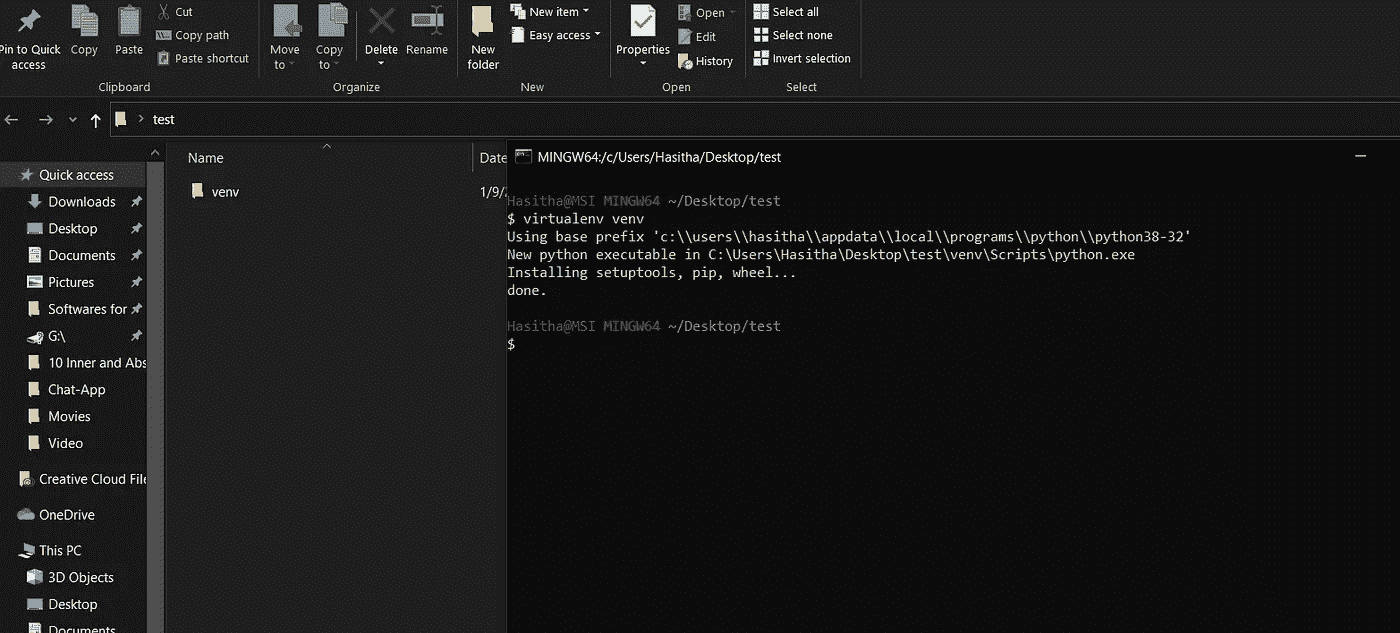 Pin to Quick access
Copy
Paste
Cut
Copy path
Paste shortcut
Clipboard
Move to
Copy to
Delete
Rename
Organize
New folder
New item
Easy access
New
Properties
Open
Edit
History
Open
Select all
Select none
Invert selection
Select
test
Name
Date
venv
1/9/
Quick access
Downloads
Desktop
Documents
Pictures
Softwares for
G:\
10 Inner and Abs
Chat-App
Movies
Video
Creative Cloud File
OneDrive
This PC
3D Objects
Desktop
Documents
MINGW64:/c/Users/Hasitha/Desktop/test
Hasitha@MSI MINGW64 ~/Desktop/test
$ virtualenv venv
Using base prefix 'c:\\users\\hasitha\\appdata\\local\\programs\\python\\python38-32'
New python executable in C:\Users\Hasitha\Desktop\test\venv\Scripts\python.exe
Installing setuptools, pip, wheel...
done.
Hasitha@MSI MINGW64 ~/Desktop/test
$